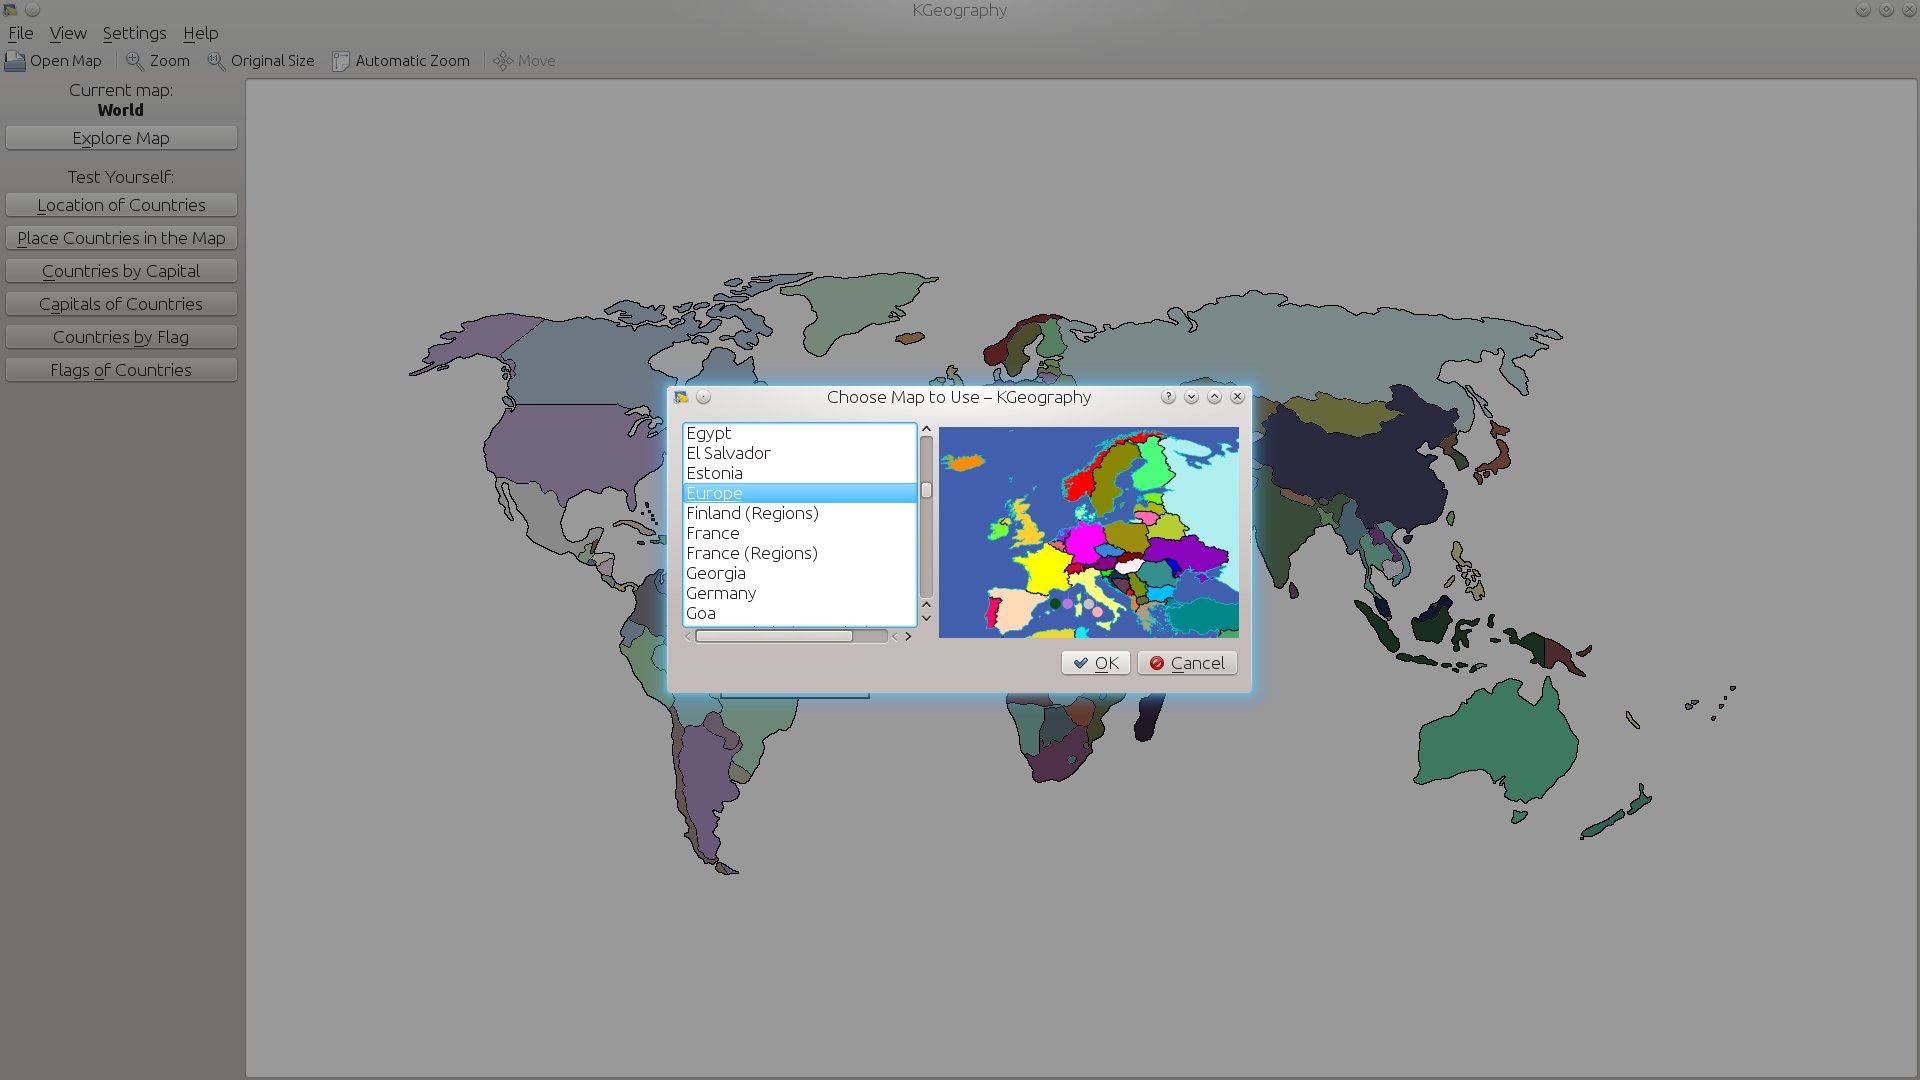 KGeography
File View Settings Help
Open Map Zoom Original Size Automatic Zoom Move
Current map:
World
Explore Map
Test Yourself:
Location of Countries
Place Countries in the Map
Countries by Capital
Capitals of Countries
Countries by Flag
Flags of Countries
Choose Map to Use – KGeography
Egypt
El Salvador
Estonia
Europe
Finland (Regions)
France
France (Regions)
Georgia
Germany
Goa
OK Cancel